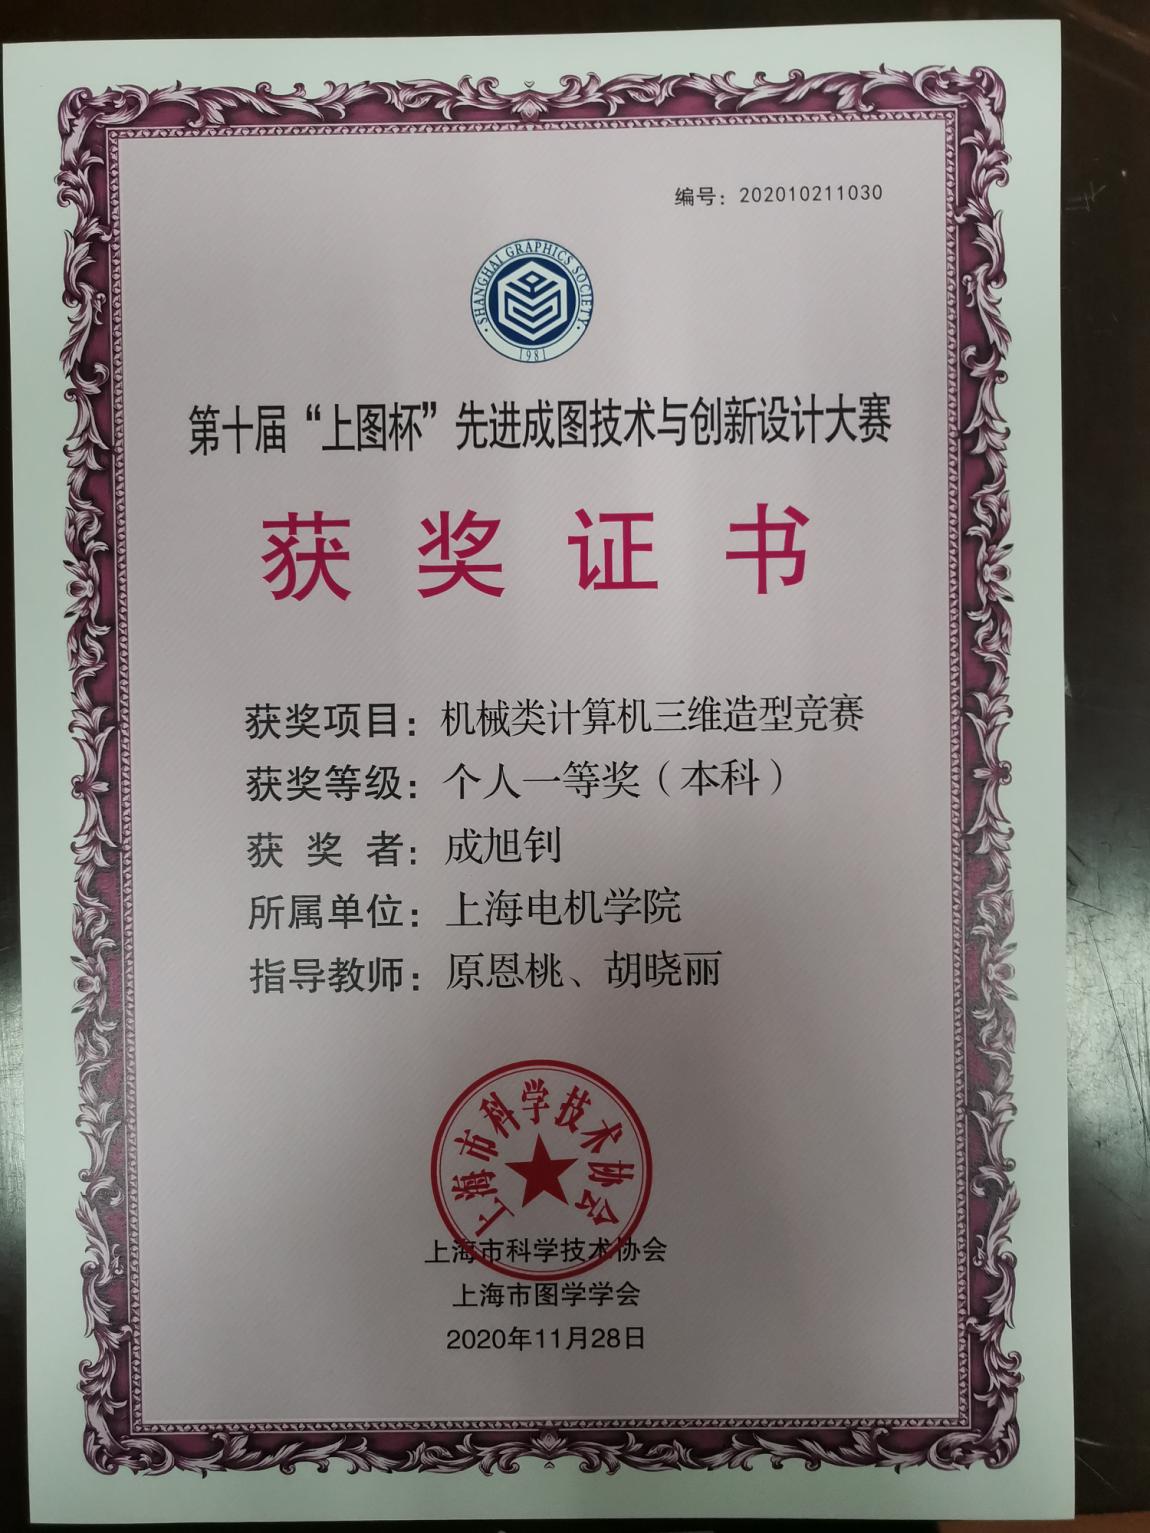 编号：202010211030
SHANGHAI GRAPHICS SOCIETY
1981
第十届“上图杯”先进成图技术与创新设计大赛
获奖证书
获奖项目：机械类计算机三维造型竞赛
获奖等级：个人一等奖（本科）
获奖者：成旭钊
所属单位：上海电机学院
指导教师：原恩桃、胡晓丽
上海市科学技术协会
上海市科学技术协会
上海市图学学会
2020年11月28日